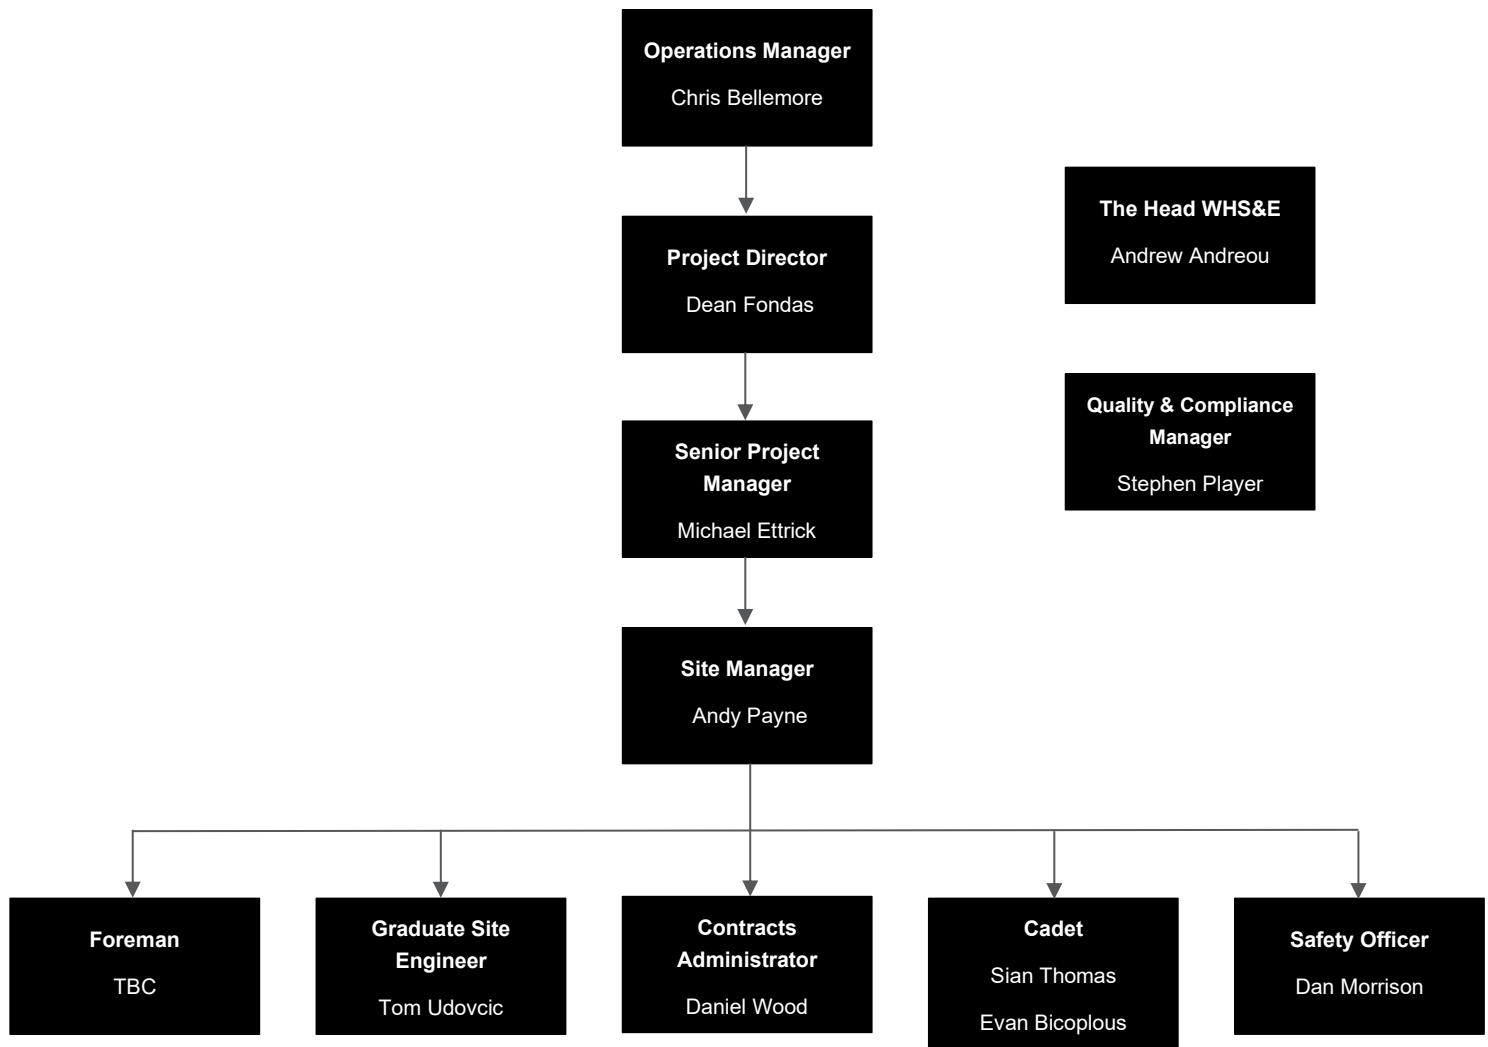 Operations Manager
Chris Bellemore
The Head WHS&E
Andrew Andreou
Project Director
Dean Fondas
Quality & Compliance
Manager
Stephen Player
Senior Project
Manager
Michael Ettrick
Site Manager
Andy Payne
Foreman
TBC
Graduate Site
Engineer
Tom Udovcic
Contracts
Administrator
Daniel Wood
Cadet
Sian Thomas
Evan Bicoplous
Safety Officer
Dan Morrison